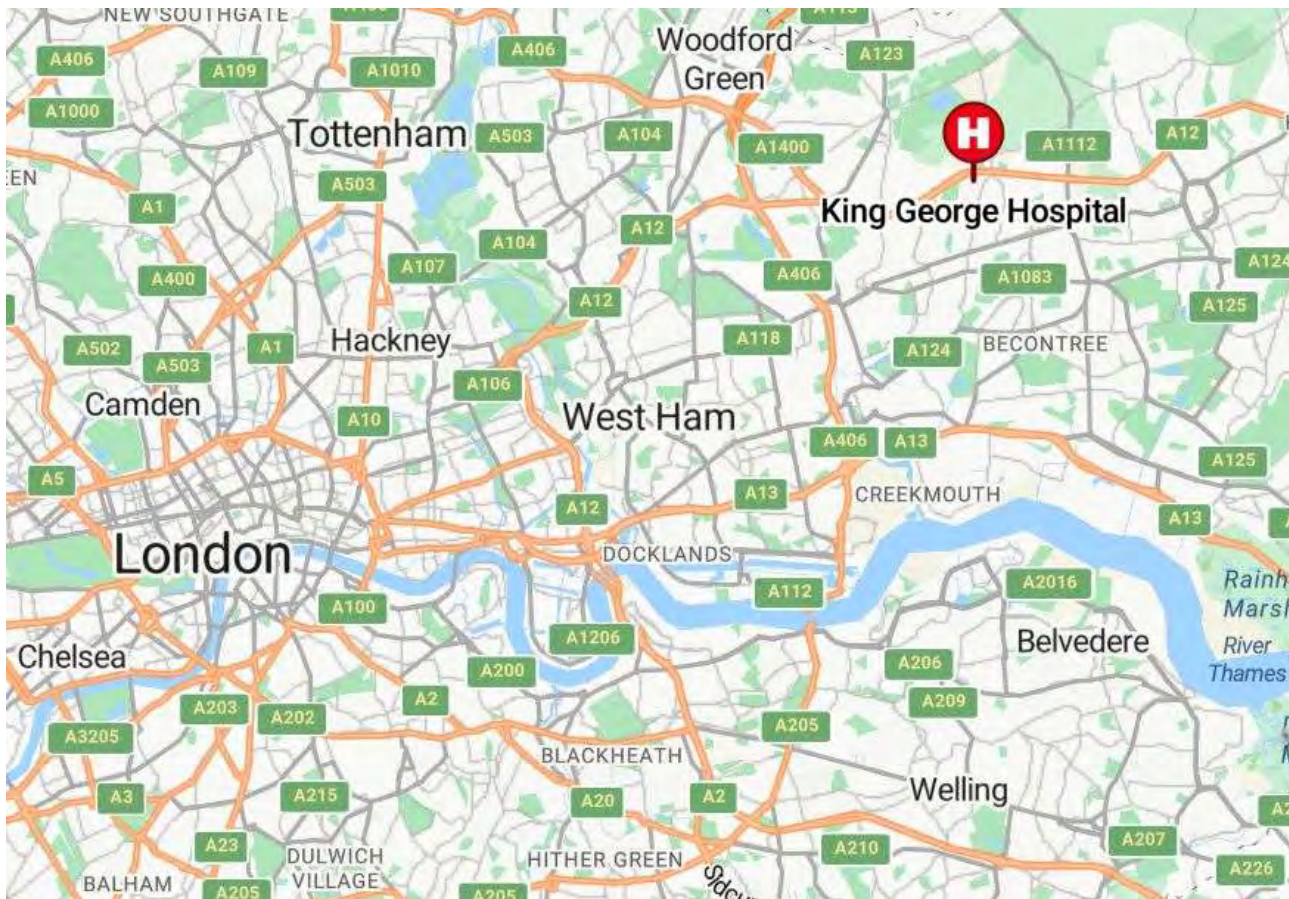 NEW SOUTHGATE
A406
A109
A1010
A406
Woodford
Green
A123
A1000
Tottenham
A503
A104
A1400
H
A1112
A12
A503
A1
King George Hospital
A12
A104
A107
A400
A406
A1083
A124
A12
A125
Hackney
A118
A124
BECONTREE
A502
A503
A1
A106
Camden
A10
West Ham
A406
A13
A5
A125
A13
CREEKMOUTH
A12
A13
London
DOCKLANDS
A112
A2016
A100
A1206
Belvedere
River
Thames
Chelsea
A200
A206
A203
A202
A2
A209
A3205
A205
BLACKHEATH
Welling
A3
A215
A20
A2
A207
A23
DULWICH
VILLAGE
HITHER GREEN
A210
A226
BALHAM
A205
A205